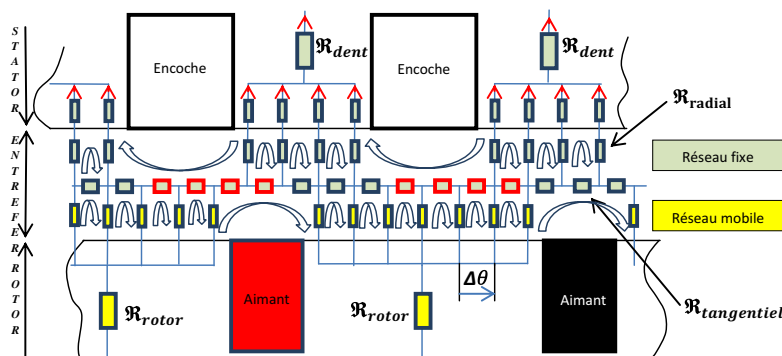 STATOR
ENTREFER
ROTOR
Encoche
ℜdent
Encoche
ℜdent
ℜradial
Réseau fixe
Réseau mobile
Δθ
Aimant
Aimant
ℜrotor
ℜrotor
ℜtangentiel